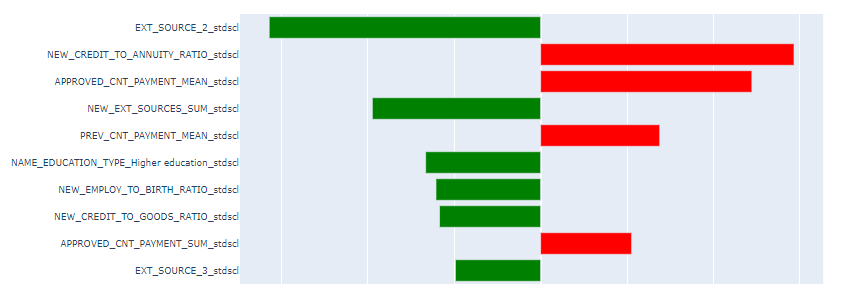 EXT_SOURCE_2_stdscl
NEW_CREDIT_TO_ANNUITY_RATIO_stdscl
APPROVED_CNT_PAYMENT_MEAN_stdscl
NEW_EXT_SOURCES_SUM_stdscl
PREV_CNT_PAYMENT_MEAN_stdscl
NAME_EDUCATION_TYPE_Higher education_stdscl
NEW_EMPLOY_TO_BIRTH_RATIO_stdscl
NEW_CREDIT_TO_GOODS_RATIO_stdscl
APPROVED_CNT_PAYMENT_SUM_stdscl
EXT_SOURCE_3_stdscl